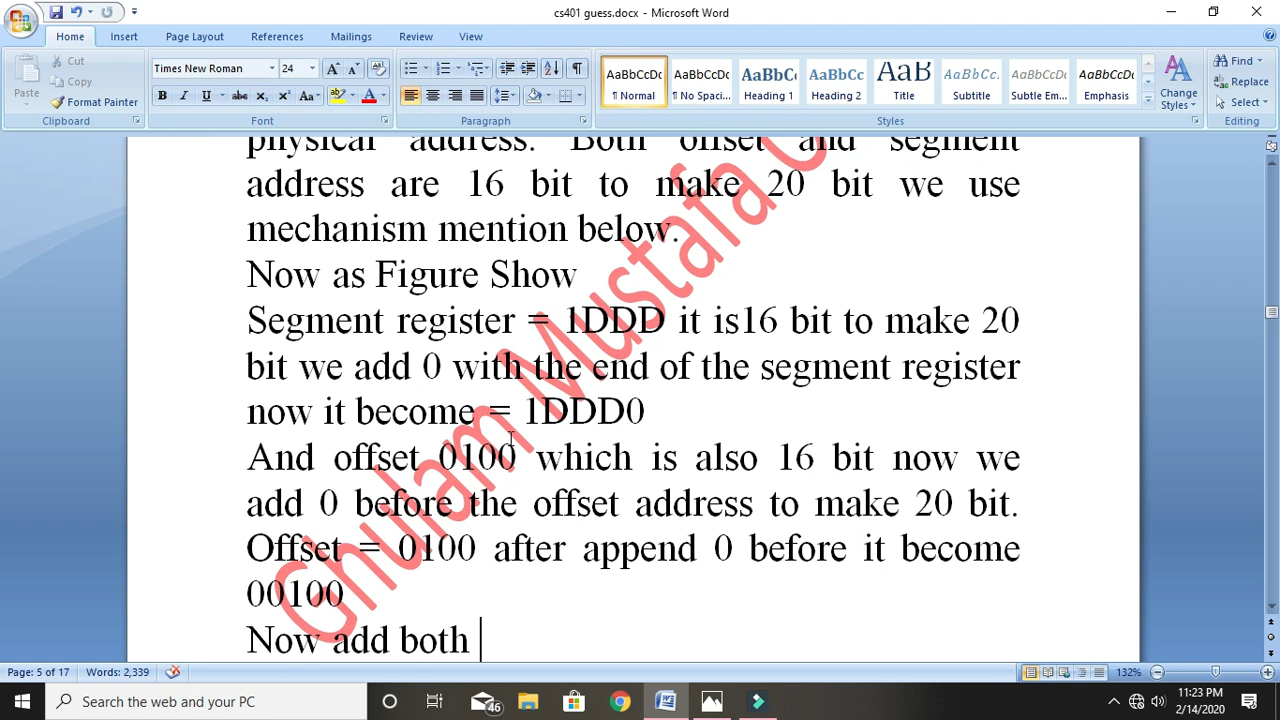 cs401 guess.docx - Microsoft Word
Home Insert Page Layout References Mailings Review View
Paste
Cut
Copy
Format Painter
Clipboard
Times New Roman 24
Font
Paragraph
AaBbCcDc AaBbCcDc AaBbC AaBbCc AaB AaBbCc. AaBbCcDc AaBbCcDc
¶ Normal ¶ No Spaci... Heading 1 Heading 2 Title Subtitle Subtle Em... Emphasis
Change Styles
Styles
Find
Replace
Select
Editing
physical address. Both offset and segment
address are 16 bit to make 20 bit we use
mechanism mention below.
Now as Figure Show
Segment register = 1DDD it is16 bit to make 20
bit we add 0 with the end of the segment register
now it become = 1DDD0
And offset 0100 which is also 16 bit now we
add 0 before the offset address to make 20 bit.
Offset = 0100 after append 0 before it become
00100
Now add both
Ghulam Mustafa
Page: 5 of 17 Words: 2,339 132%
Search the web and your PC
46
11:23 PM
2/14/2020